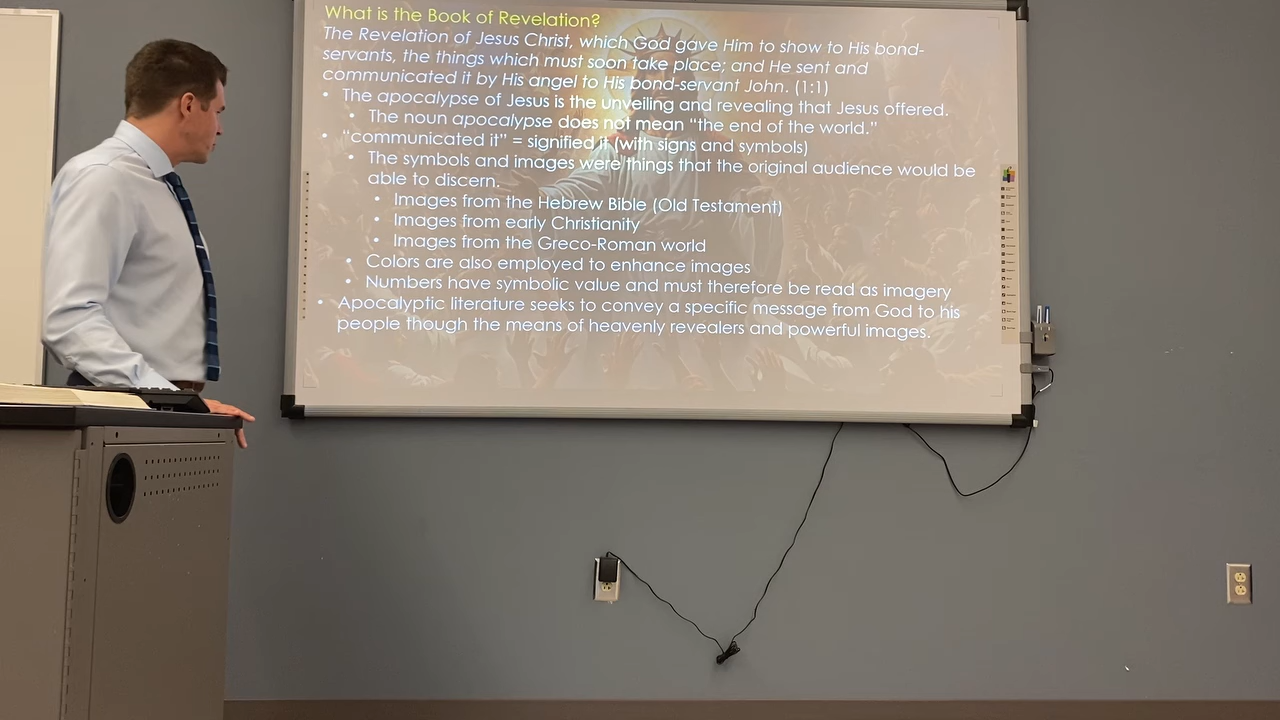 What is the Book of Revelation?
The Revelation of Jesus Christ, which God gave Him to show to His bond-
servants, the things which must soon take place; and He sent and
communicated it by His angel to His bond-servant John. (1:1)
• The apocalypse of Jesus is the unveiling and revealing that Jesus offered.
• The noun apocalypse does not mean “the end of the world.”
• “communicated it” = signified it (with signs and symbols)
• The symbols and images were things that the original audience would be
able to discern.
• Images from the Hebrew Bible (Old Testament)
• Images from early Christianity
• Images from the Greco-Roman world
• Colors are also employed to enhance images
• Numbers have symbolic value and must therefore be read as imagery
• Apocalyptic literature seeks to convey a specific message from God to his
people though the means of heavenly revealers and powerful images.